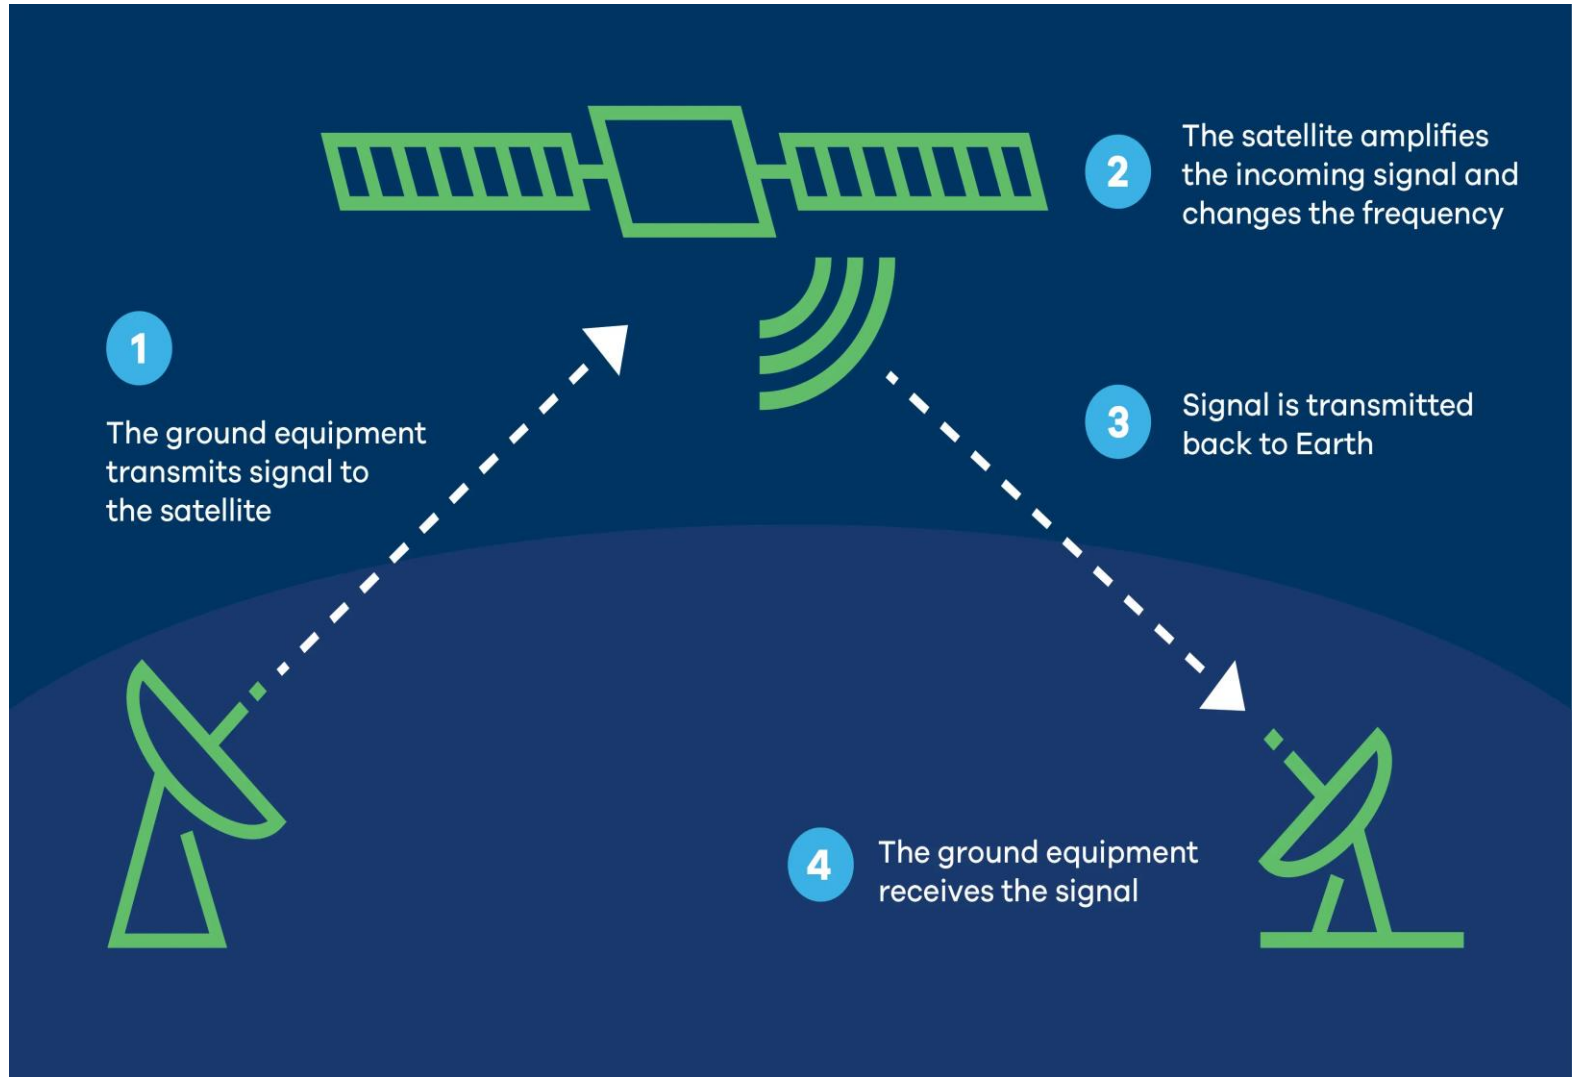 1
The ground equipment
transmits signal to
the satellite
2
The satellite amplifies
the incoming signal and
changes the frequency
3
Signal is transmitted
back to Earth
4
The ground equipment
receives the signal